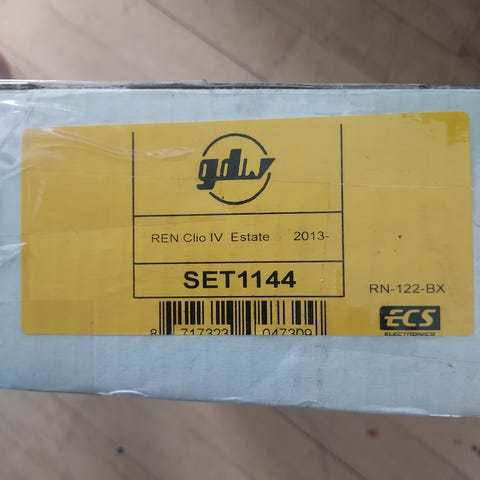 gdw
REN Clio IV Estate 2013-
SET1144
RN-122-BX
8 717323 047309
ECS
ELECTRONICS